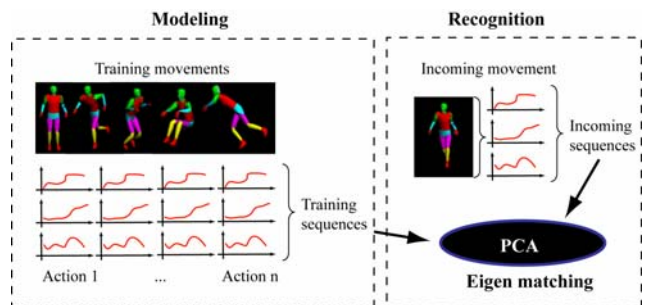 Modeling
Recognition
Training movements
Incoming movement
Incoming
sequences
Training
sequences
Action 1
...
Action n
PCA
Eigen matching